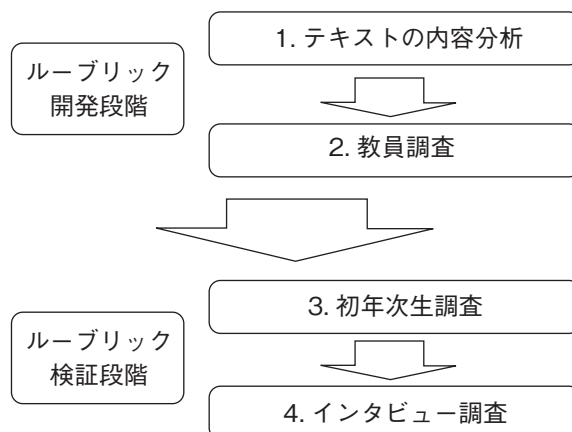 1. テキストの内容分析
ルーブリック
開発段階
2. 教員調査
3. 初年次生調査
ルーブリック
検証段階
4. インタビュー調査